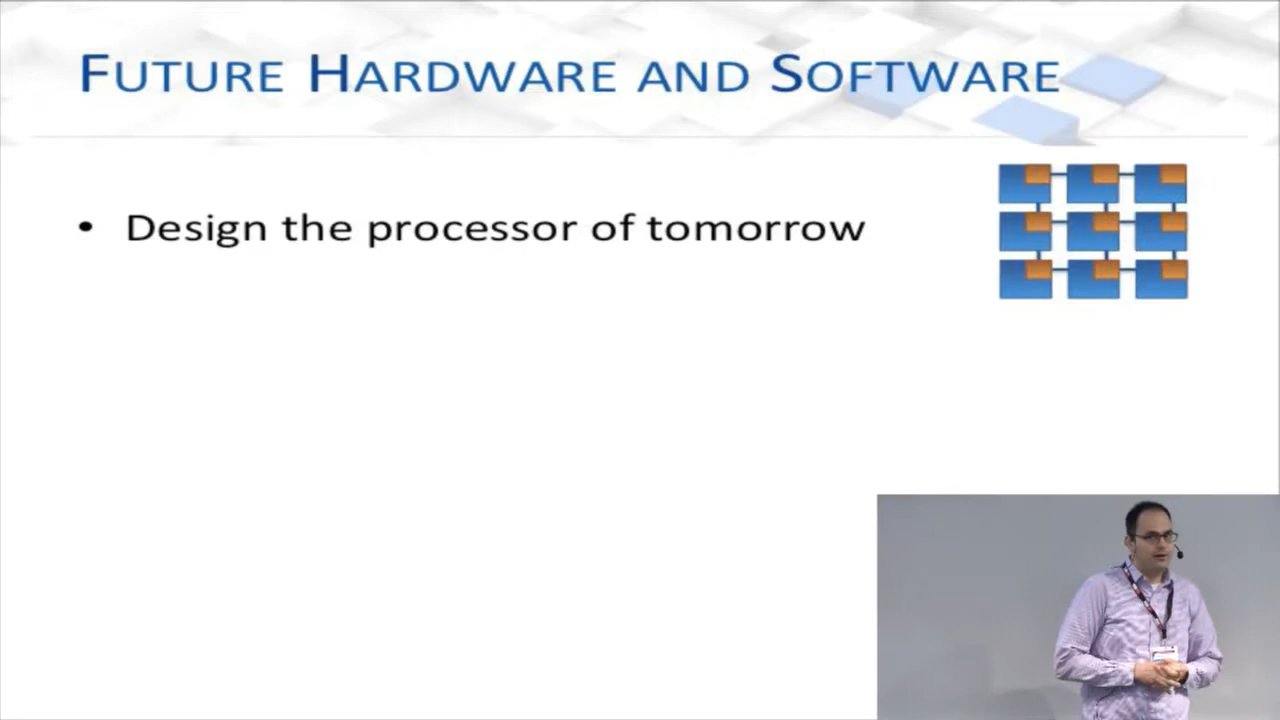 FUTURE HARDWARE AND SOFTWARE
• Design the processor of tomorrow